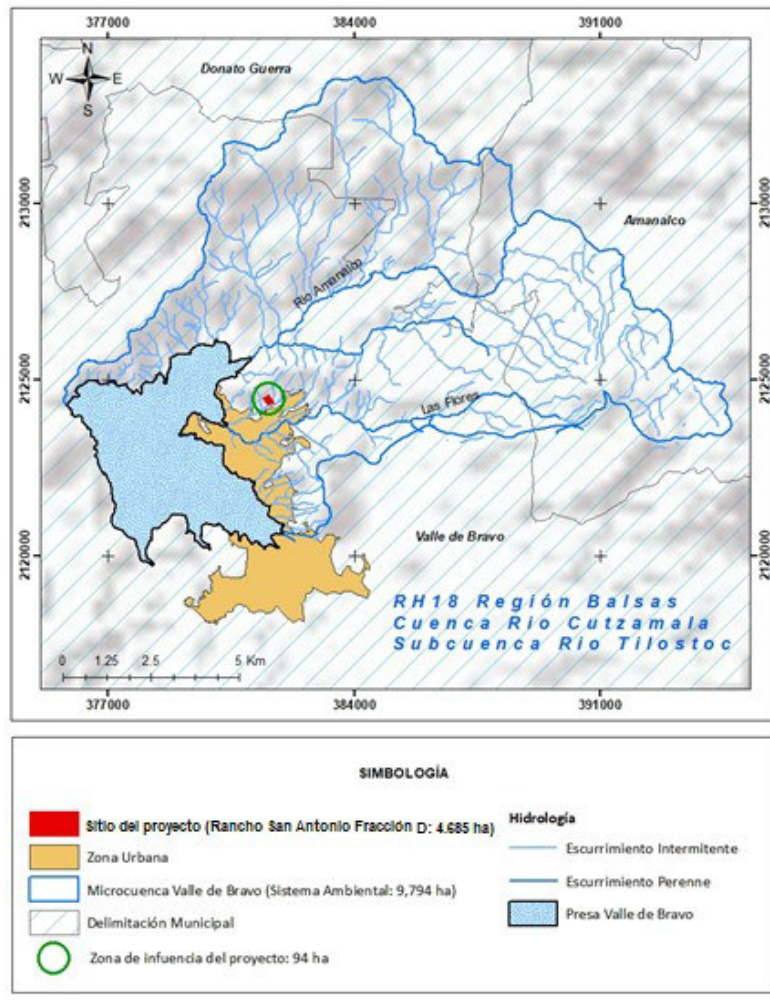 377000 384000 391000
N
W E
S
Donato Guerra
2130000 2130000
Amanalco
Rio Amanalco
2125000 2125000
Las Flores
2120000 2120000
Valle de Bravo
RH18 Región Balsas
Cuenca Rio Cutzamala
Subcuenca Rio Tilostoc
0 1.25 2.5 5 Km
377000 384000 391000
SIMBOLOGÍA
Sitio del proyecto (Rancho San Antonio Fracción D: 4.685 ha)
Zona Urbana
Microcuenca Valle de Bravo (Sistema Ambiental: 9,794 ha)
Delimitación Municipal
Zona de infuencia del proyecto: 94 ha
Hidrología
Escurrimiento Intermitente
Escurrimiento Perenne
Presa Valle de Bravo